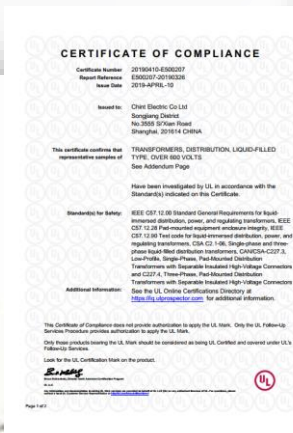 CERTIFICATE OF COMPLIANCE
Certificate Number 20190410-E500207
Report Reference E500207-20190326
Issue Date 2019-APRIL-10
Issued to: Chint Electric Co Ltd
Songjiang District
No.3555 SiXian Road
Shanghai, 201614 CHINA
This certificate confirms that TRANSFORMERS, DISTRIBUTION, LIQUID-FILLED
representative samples of TYPE, OVER 600 VOLTS
See Addendum Page
Have been investigated by UL in accordance with the
Standard(s) indicated on this Certificate.
Standard(s) for Safety: IEEE C57.12.00 Standard General Requirements for liquid-
immersed distribution, power, and regulating transformers, IEEE
C57.12.28 Pad-mounted equipment enclosure integrity, IEEE
C57.12.90 Test code for liquid-immersed distribution, power, and
regulating transformers, CSA C2.1-06, Single-phase and three-
phase liquid-filled distribution transformers, CAN/CSA-C227.3,
Low-Profile, Single-Phase, Pad-Mounted Distribution
Transformers with Separable Insulated High-Voltage Connectors
and C227.4, Three-Phase, Pad-Mounted Distribution
Transformers with Separable Insulated High-Voltage Connectors
Additional Information: See the UL Online Certifications Directory at
https://iq.ulprospector.com for additional information.
This Certificate of Compliance does not provide authorization to apply the UL Mark. Only the UL Follow-Up
Services Procedure provides authorization to apply the UL Mark.
Only those products bearing the UL Mark should be considered as being UL Certified and covered under UL's
Follow-Up Services.
Look for the UL Certification Mark on the product.
UL
Page 1 of 2